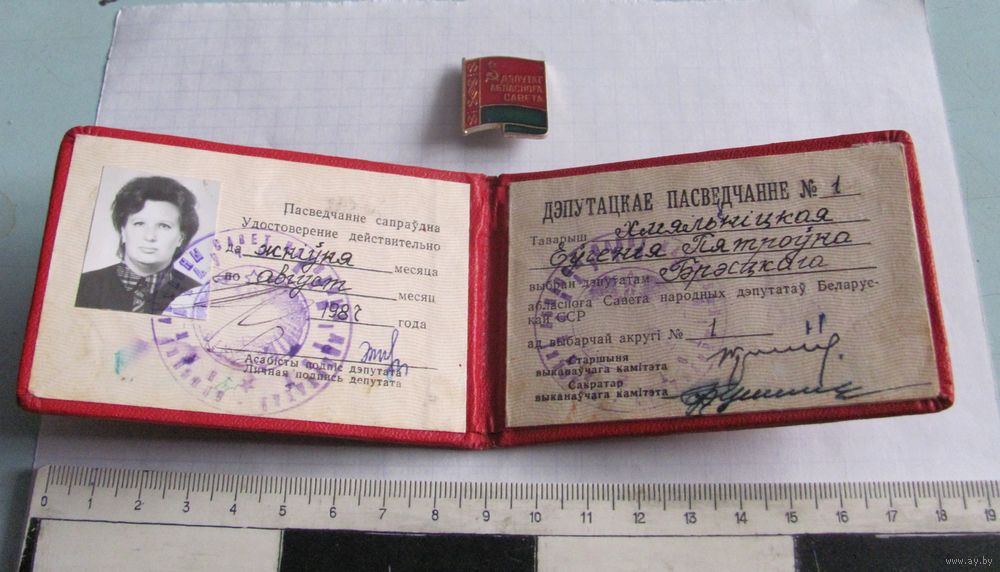 ДЭПУТАТ
АБЛАСНОГА
САВЕТА
Пасведчанне сапраўдна
Удостоверение действительно
да жніўня месяца
по август месяц
1987 года
Асабісты подпіс дэпутата
Личная подпись депутата
ДЭПУТАЦКАЕ ПАСВЕДЧАННЕ № 1
Таварыш Хмяльніцкая
Еўгенія Пятроўна
выбран дэпутатам Брэсцкага
абласнога Савета народных дэпутатаў Беларус-
кай ССР
ад выбарчай акругі № 1
Старшыня
выканаўчага камітэта
Сакратар
выканаўчага камітэта
0 1 2 3 4 5 6 7 8 9 10 11 12 13 14 15 16 17 18 19
www.ay.by